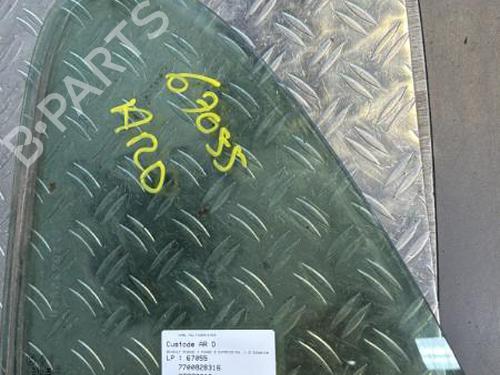 B-PARTS
67055
ARD
Custode AR D
LP : 67055
7700828316